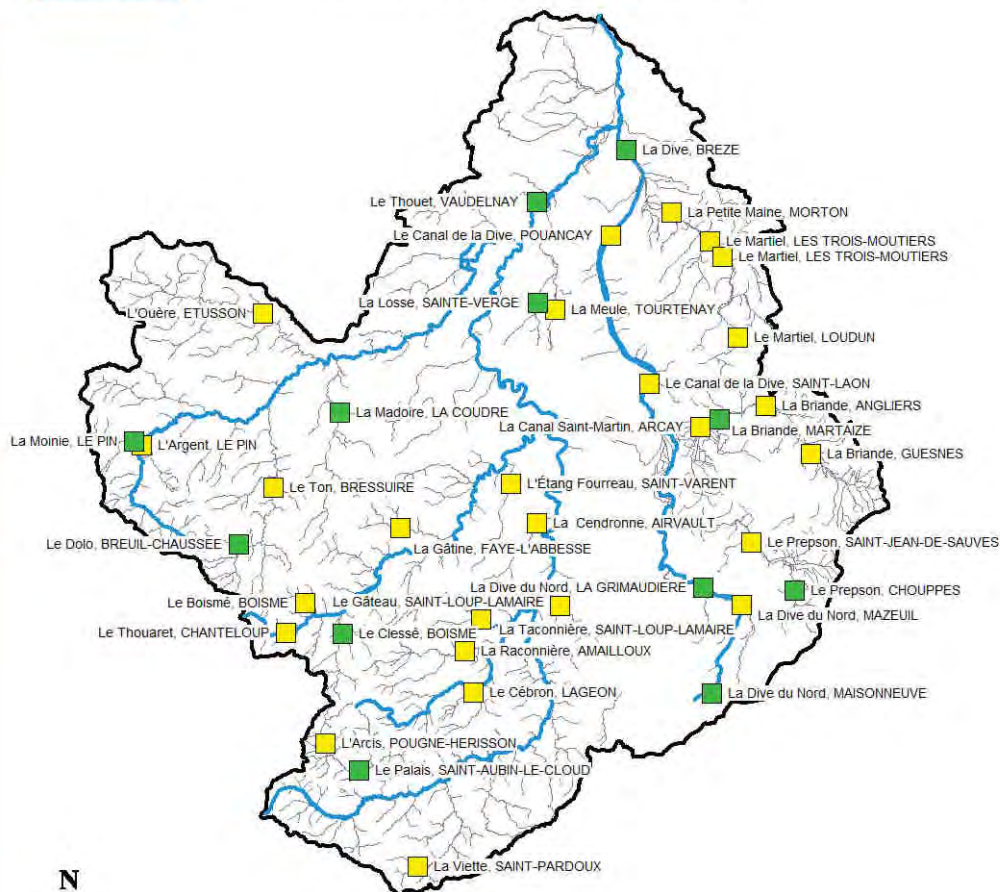 La Dive, BREZE
Le Thouet, VAUDELNAY
La Petite Maine, MORTON
Le Canal de la Dive, POUANCAY
Le Martiel, LES TROIS-MOUTIERS
Le Martiel, LES TROIS-MOUTIERS
La Losse, SAINTE-VERGE
La Meule, TOURTENAY
L'Ouère, ETUSSON
Le Martiel, LOUDUN
Le Canal de la Dive, SAINT-LAON
La Madoire, LA COUDRE
La Briande, ANGLIERS
La Canal Saint-Martin, ARCAY
La Briande, MARTAIZE
La Moinie, LE PIN
L'Argent, LE PIN
La Briande, GUESNES
Le Ton, BRESSUIRE
L'Étang Fourreau, SAINT-VARENT
La Cendronne, AIRVAULT
Le Dolo, BREUIL-CHAUSSEE
La Gâtine, FAYE-L'ABBESSE
Le Prepson, SAINT-JEAN-DE-SAUVES
La Dive du Nord, LA GRIMAUDIERE
Le Prepson, CHOUPPES
Le Boismé, BOISME
Le Gâteau, SAINT-LOUP-LAMAIRE
La Dive du Nord, MAZEUIL
Le Thouaret, CHANTELOUP
Le Clessé, BOISME
La Taconnière, SAINT-LOUP-LAMAIRE
La Raconnière, AMAILLOUX
Le Cébron, LAGEON
La Dive du Nord, MAISONNEUVE
L'Arcis, POUGNE-HERISSON
Le Palais, SAINT-AUBIN-LE-CLOUD
La Viette, SAINT-PARDOUX
N